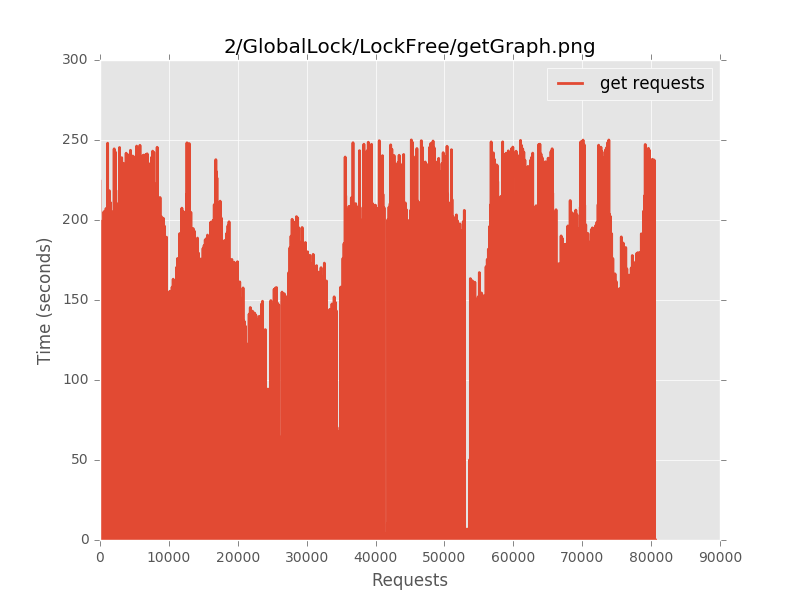 2/GlobalLock/LockFree/getGraph.png
get requests
300
250
200
150
100
50
0
Time (seconds)
0 10000 20000 30000 40000 50000 60000 70000 80000 90000
Requests